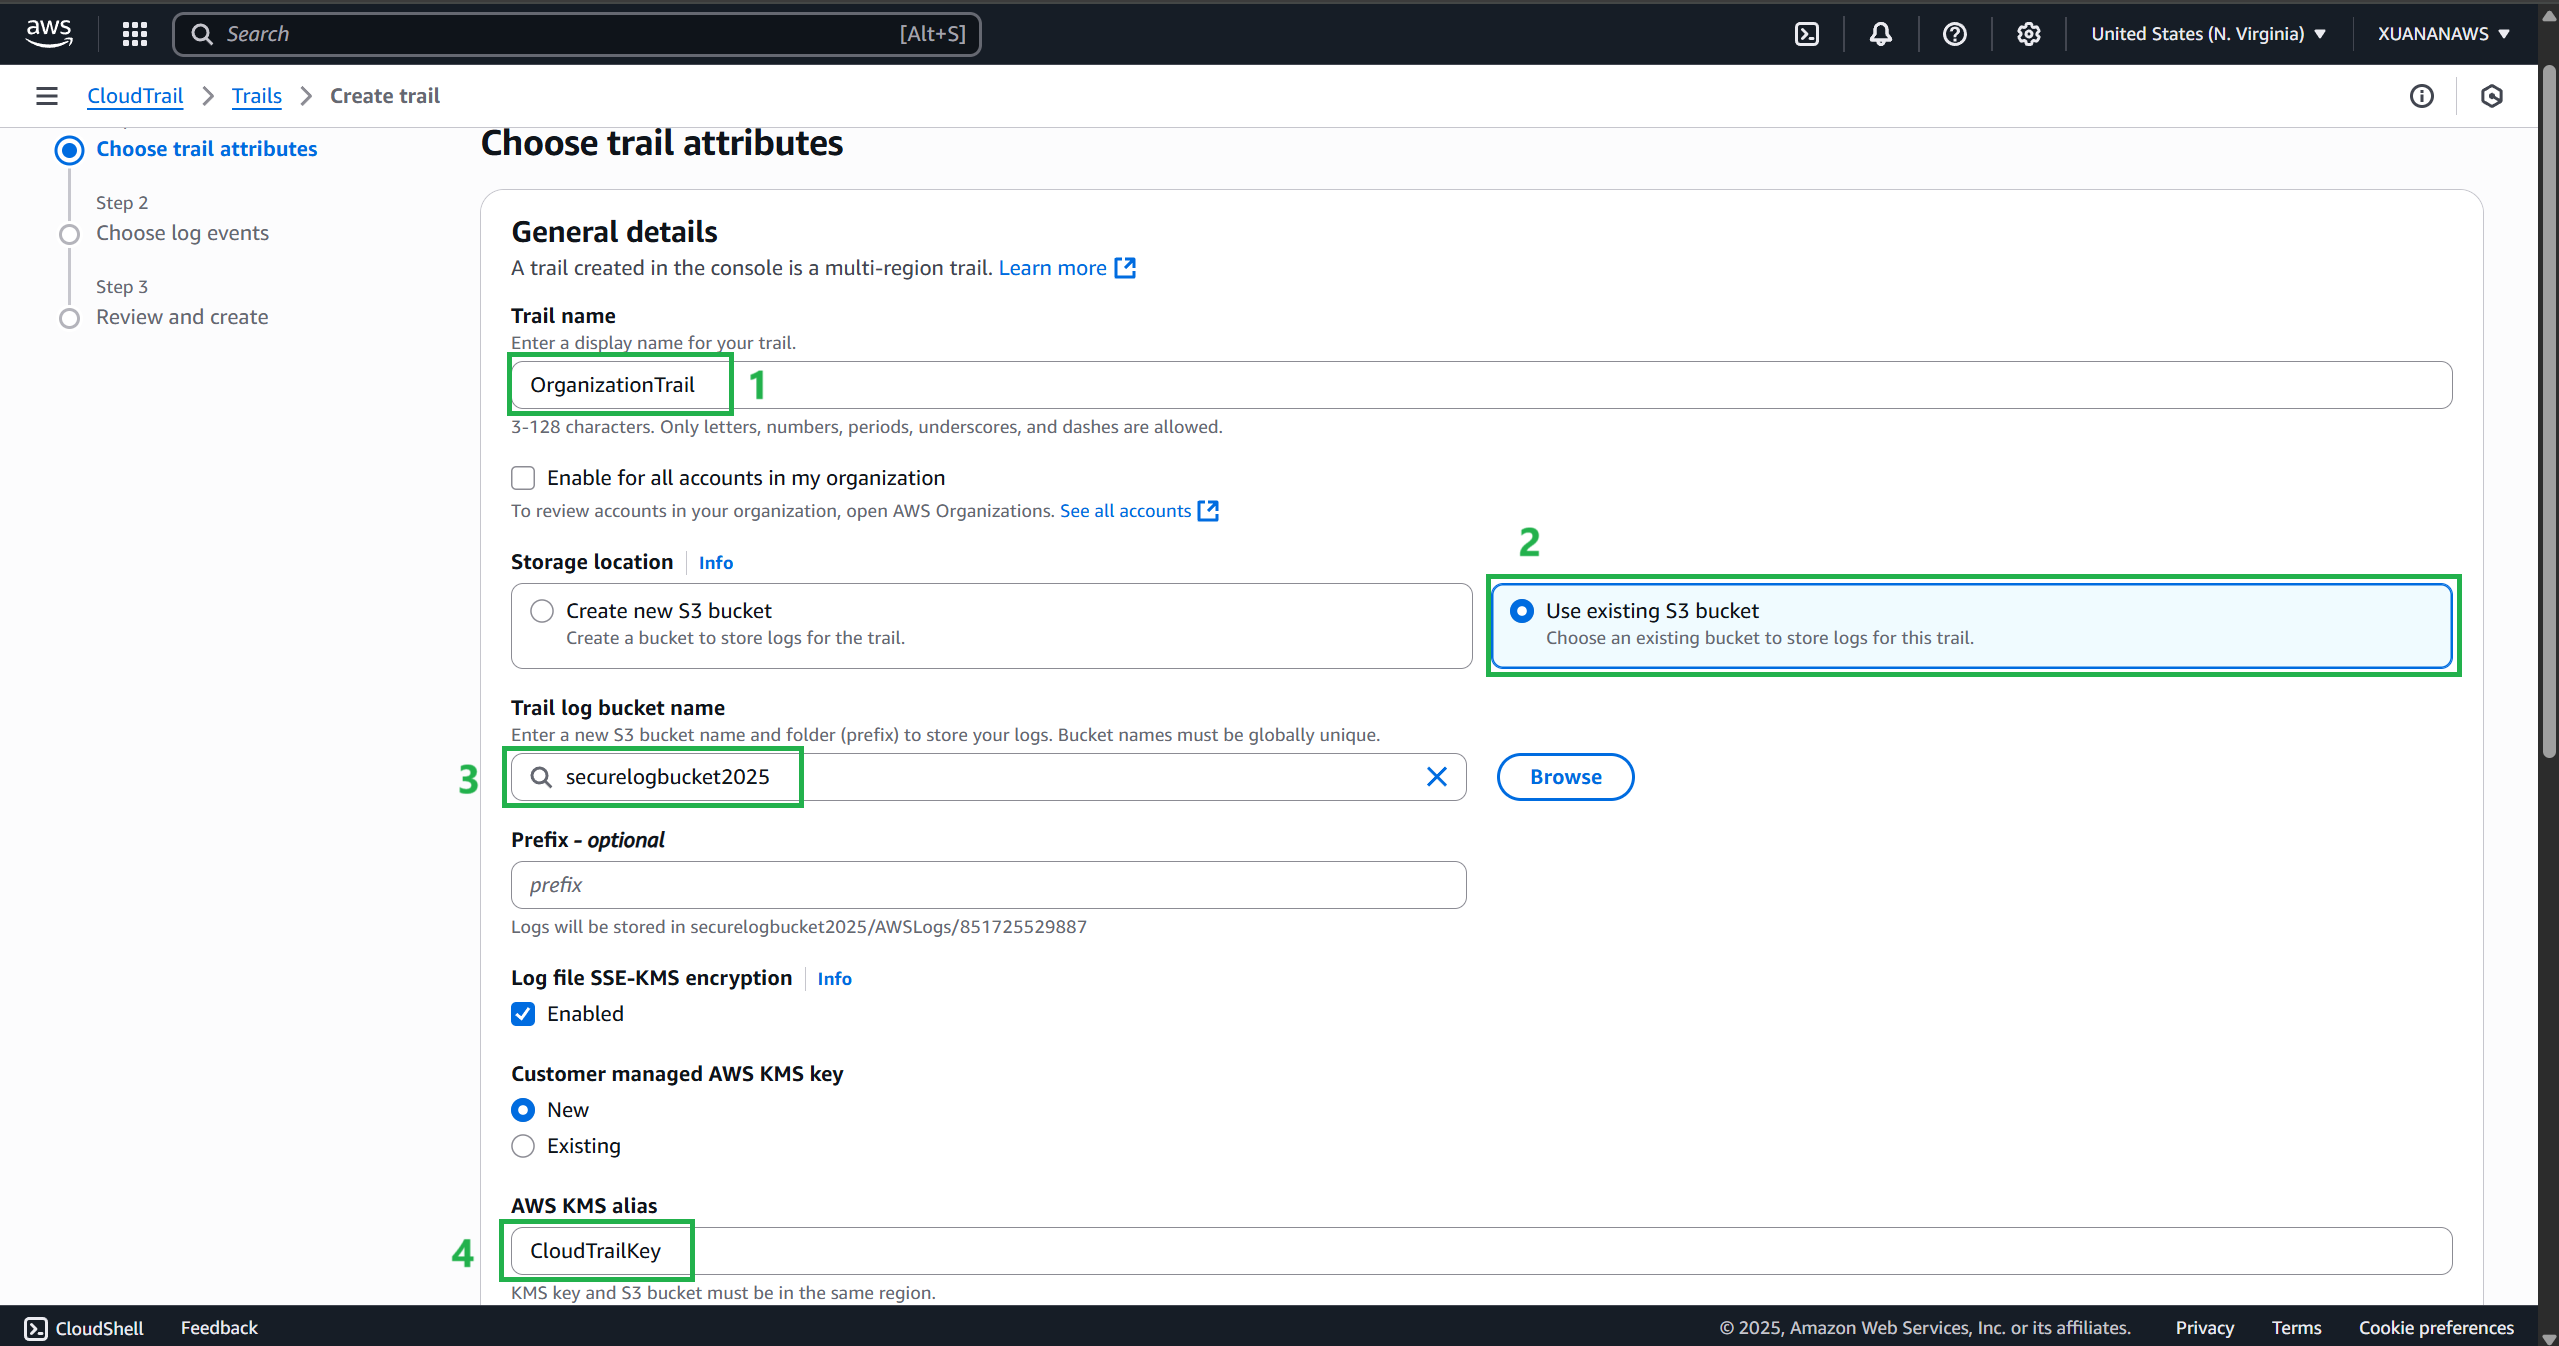 aws
Search
[Alt+S]
United States (N. Virginia)
XUANANAWS
CloudTrail
Trails
Create trail
Choose trail attributes
Step 2
Choose log events
Step 3
Review and create
Choose trail attributes
General details
A trail created in the console is a multi-region trail. Learn more
Trail name
Enter a display name for your trail.
OrganizationTrail
1
3-128 characters. Only letters, numbers, periods, underscores, and dashes are allowed.
Enable for all accounts in my organization
To review accounts in your organization, open AWS Organizations. See all accounts
2
Storage location
Info
Create new S3 bucket
Create a bucket to store logs for the trail.
Use existing S3 bucket
Choose an existing bucket to store logs for this trail.
Trail log bucket name
Enter a new S3 bucket name and folder (prefix) to store your logs. Bucket names must be globally unique.
3
securelogbucket2025
Browse
Prefix - optional
prefix
Logs will be stored in securelogbucket2025/AWSLogs/851725529887
Log file SSE-KMS encryption
Info
Enabled
Customer managed AWS KMS key
New
Existing
AWS KMS alias
4
CloudTrailKey
KMS key and S3 bucket must be in the same region.
CloudShell
Feedback
© 2025, Amazon Web Services, Inc. or its affiliates.
Privacy
Terms
Cookie preferences